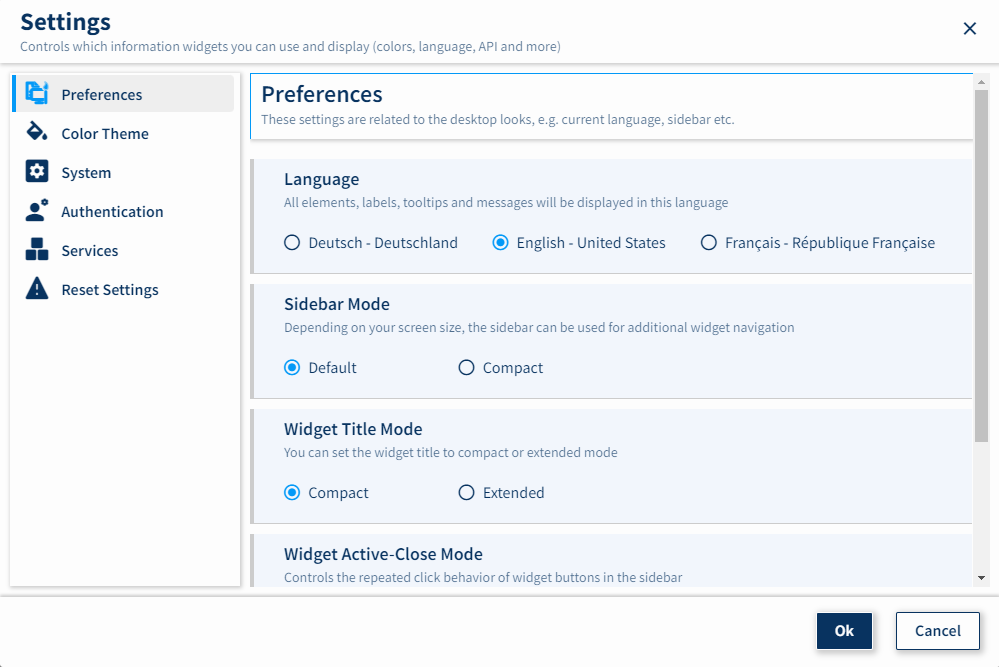 Settings
Controls which information widgets you can use and display (colors, language, API and more)
Preferences
Color Theme
System
Authentication
Services
Reset Settings
Preferences
These settings are related to the desktop looks, e.g. current language, sidebar etc.
Language
All elements, labels, tooltips and messages will be displayed in this language
Deutsch - Deutschland English - United States Français - République Française
Sidebar Mode
Depending on your screen size, the sidebar can be used for additional widget navigation
Default Compact
Widget Title Mode
You can set the widget title to compact or extended mode
Compact Extended
Widget Active-Close Mode
Controls the repeated click behavior of widget buttons in the sidebar
Ok Cancel